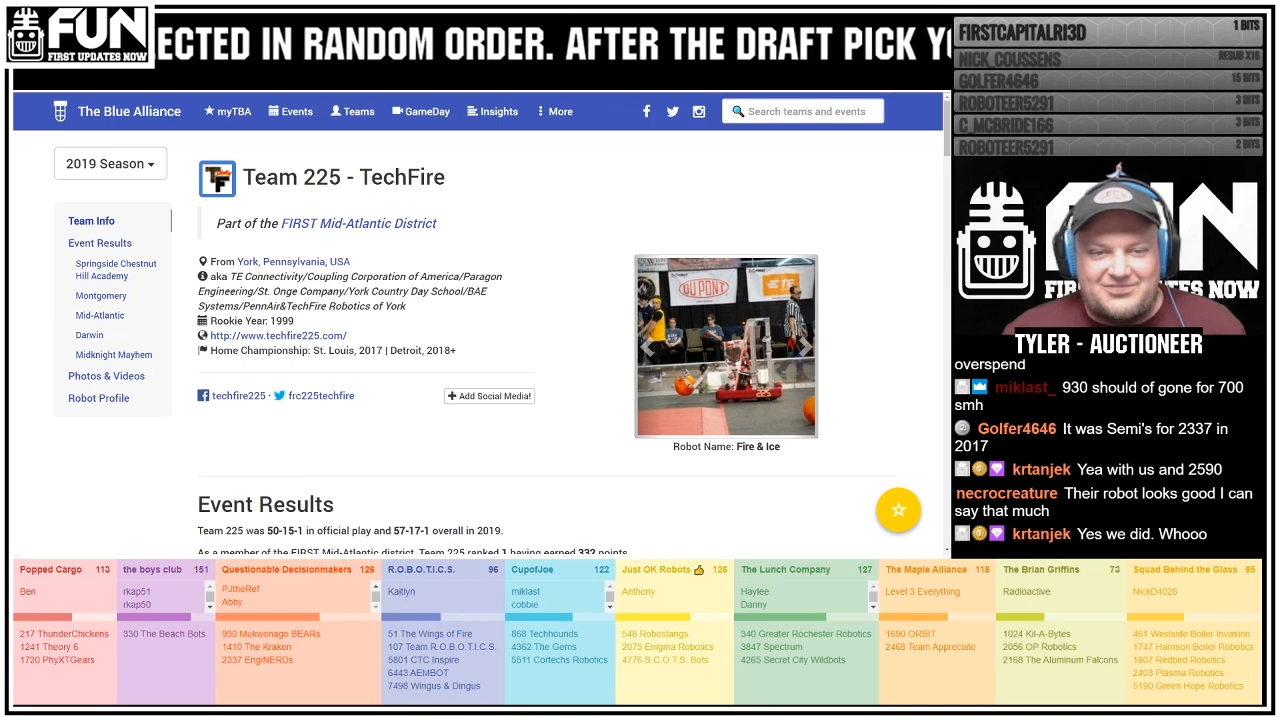 FUN
FIRST UPDATES NOW
ECTED IN RANDOM ORDER. AFTER THE DRAFT PICK YO
FIRSTCAPITALRI3D 1 BITS
NICK_COUSSENS RESUB X16
GOLFER4646 15 BITS
ROBOTEER5291 3 BITS
C_MCBRIDE166 3 BITS
ROBOTEER5291 2 BITS
The Blue Alliance
myTBA
Events
Teams
GameDay
Insights
More
Search teams and events
2019 Season
Team Info
Event Results
Springside Chestnut
Hill Academy
Montgomery
Mid-Atlantic
Darwin
Midknight Mayhem
Photos & Videos
Robot Profile
TF
Team 225 - TechFire
Part of the FIRST Mid-Atlantic District
From York, Pennsylvania, USA
aka TE Connectivity/Coupling Corporation of America/Paragon
Engineering/St. Onge Company/York Country Day School/BAE
Systems/PennAir&TechFire Robotics of York
Rookie Year: 1999
http://www.techfire225.com/
Home Championship: St. Louis, 2017 | Detroit, 2018+
techfire225 · frc225techfire
Add Social Media!
DUPONT
TE
Robot Name: Fire & Ice
Event Results
Team 225 was 50-15-1 in official play and 57-17-1 overall in 2019.
As a member of the FIRST Mid-Atlantic district, Team 225 ranked 1 having earned 332 points
TYLER - AUCTIONEER
overspend
miklast_ 930 should of gone for 700
smh
Golfer4646 It was Semi's for 2337 in
2017
krtanjek Yea with us and 2590
necrocreature Their robot looks good I can
say that much
krtanjek Yes we did. Whooo
Popped Cargo 113
Ben
217 ThunderChickens
1241 Theory 6
1720 PhyXTGears
the boys club 151
rkap51
rkap50
330 The Beach Bots
Questionable Decisionmakers 126
PJtheRef
Abby
930 Mukwonago BEARs
1410 The Kraken
2337 EngiNERDs
R.O.B.O.T.I.C.S. 96
Kaitlyn
51 The Wings of Fire
107 Team R.O.B.O.T.I.C.S.
5801 CTC Inspire
6443 AEMBOT
7498 Wingus & Dingus
CupofJoe 122
miklast
cobbie
868 Techhounds
4362 The Gems
5511 Cortechs Robotics
Just OK Robots 👍 126
Anthony
548 Robostangs
2075 Enigma Robotics
4776 S.C.O.T.S. Bots
The Lunch Company 127
Haylee
Danny
340 Greater Rochester Robotics
3847 Spectrum
4265 Secret City Wildbots
The Maple Alliance 118
Level 3 Everything
1690 ORBIT
2468 Team Appreciate
The Brian Griffins 73
Radioactive
1024 Kil-A-Bytes
2056 OP Robotics
2168 The Aluminum Falcons
Squad Behind the Glass 85
NickD4028
461 Westside Boiler Invasion
1747 Harrison Boiler Robotics
1807 Redbird Robotics
2403 Plasma Robotics
5190 Green Hope Robotics